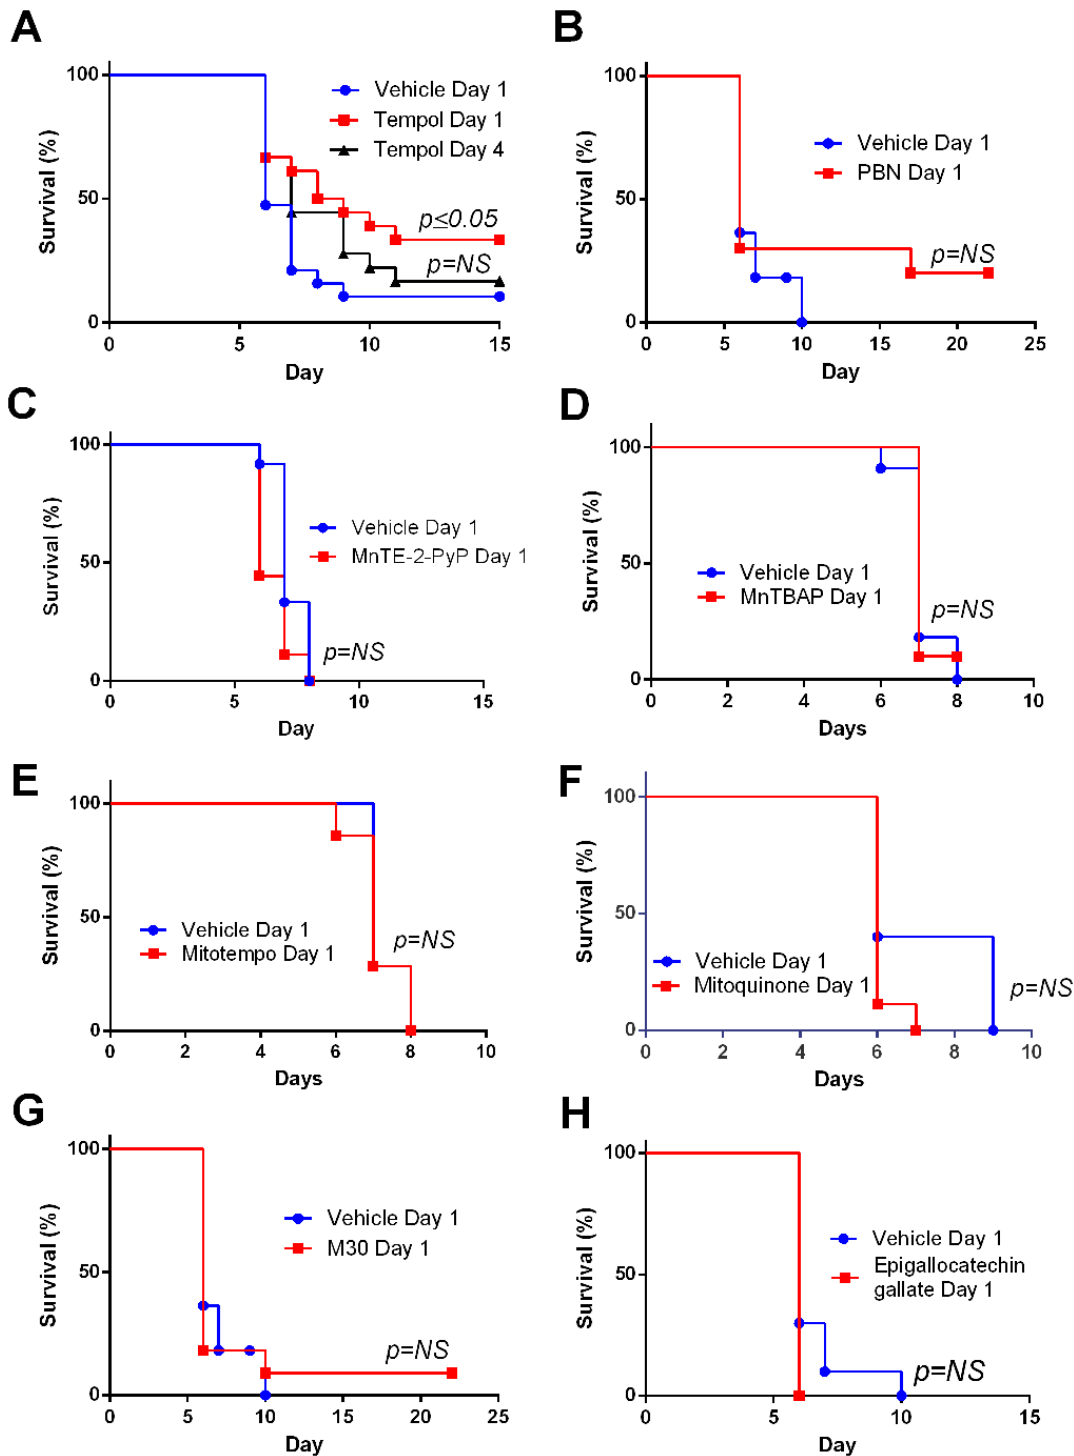 A
Survival (%)
100
50
0
0 5 10 15
Day
Vehicle Day 1
Tempol Day 1
Tempol Day 4
p≤0.05
p=NS
B
Survival (%)
100
50
0
0 5 10 15 20 25
Day
Vehicle Day 1
PBN Day 1
p=NS
C
Survival (%)
100
50
0
0 5 10 15
Day
Vehicle Day 1
MnTE-2-PyP Day 1
p=NS
D
Survival (%)
100
50
0
0 2 4 6 8 10
Days
Vehicle Day 1
MnTBAP Day 1
p=NS
E
Survival (%)
100
50
0
0 2 4 6 8 10
Days
Vehicle Day 1
Mitotempo Day 1
p=NS
F
Survival (%)
100
50
0
0 2 4 6 8 10
Days
Vehicle Day 1
Mitoquinone Day 1
p=NS
G
Survival (%)
100
50
0
0 5 10 15 20 25
Day
Vehicle Day 1
M30 Day 1
p=NS
H
Survival (%)
100
50
0
0 5 10 15
Day
Vehicle Day 1
Epigallocatechin
gallate Day 1
p=NS